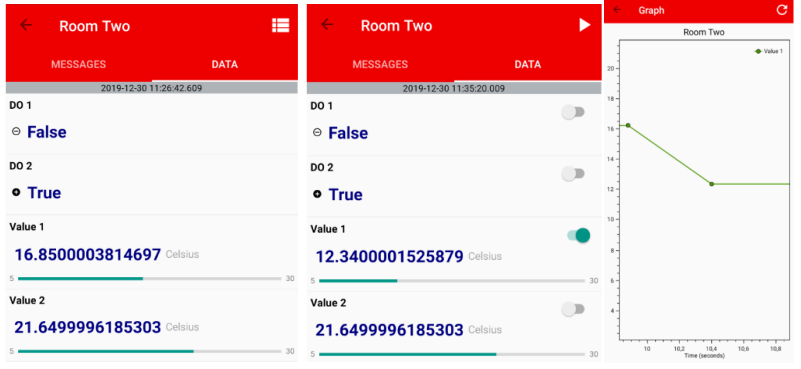 Room Two
MESSAGES DATA
2019-12-30 11:26:42.609
DO 1
False
DO 2
True
Value 1
16.8500003814697 Celsius
5 30
Value 2
21.6499996185303 Celsius
5 30
Room Two
MESSAGES DATA
2019-12-30 11:35:20.009
DO 1
False
DO 2
True
Value 1
12.3400001525879 Celsius
5 30
Value 2
21.6499996185303 Celsius
5 30
Graph
Room Two
Value 1
20
18
16
14
12
10
8
6
4
10 10,2 10,4 10,6 10,8
Time (seconds)